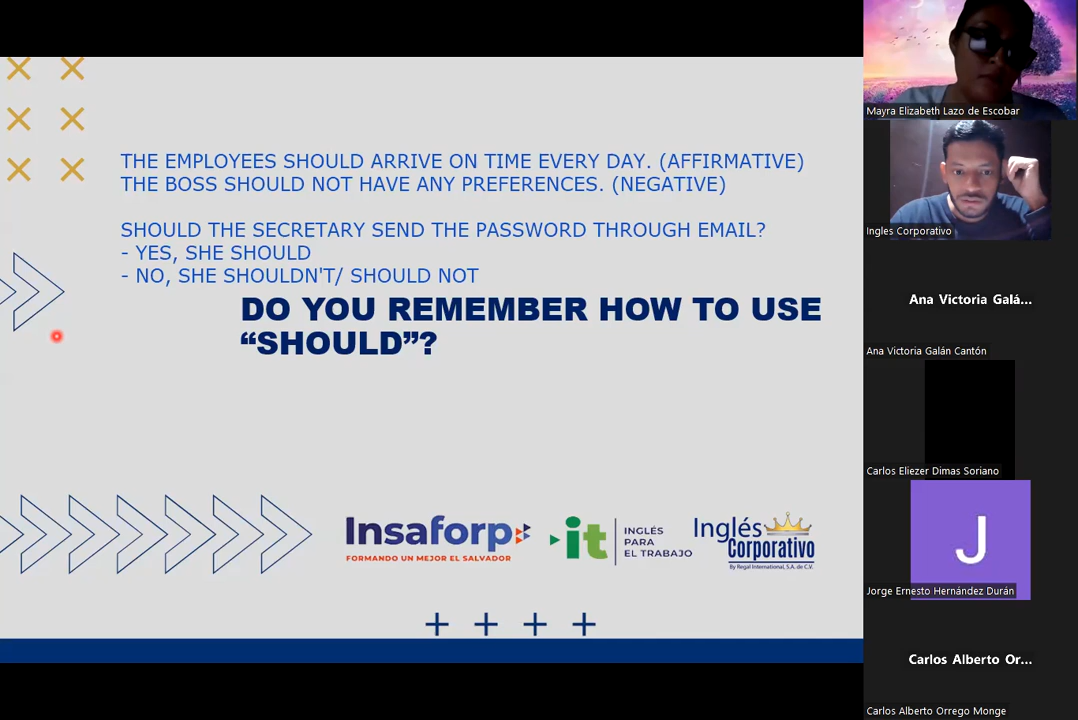 THE EMPLOYEES SHOULD ARRIVE ON TIME EVERY DAY. (AFFIRMATIVE)
THE BOSS SHOULD NOT HAVE ANY PREFERENCES. (NEGATIVE)
SHOULD THE SECRETARY SEND THE PASSWORD THROUGH EMAIL?
- YES, SHE SHOULD
- NO, SHE SHOULDN'T/ SHOULD NOT
DO YOU REMEMBER HOW TO USE
“SHOULD”?
Insaforp
FORMANDO UN MEJOR EL SALVADOR
it
INGLÉS
PARA
EL TRABAJO
Inglés
Corporativo
By Regal International, S.A. de C.V.
Mayra Elizabeth Lazo de Escobar
Ingles Corporativo
Ana Victoria Galá...
Ana Victoria Galán Cantón
Carlos Eliezer Dimas Soriano
J
Jorge Ernesto Hernández Durán
Carlos Alberto Or...
Carlos Alberto Orrego Monge